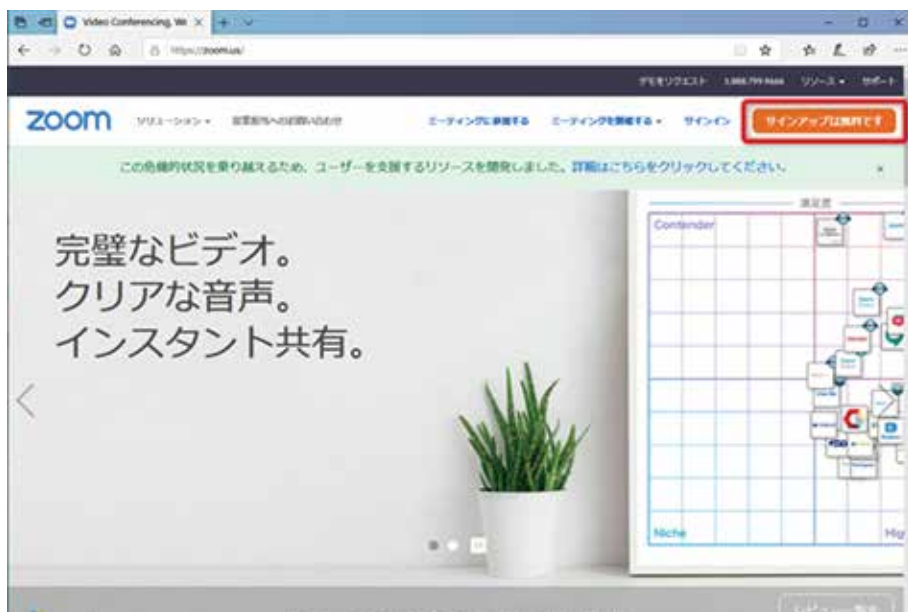 Video Conferencing, We
https://zoom.us/
デモをリクエスト 1.888.799.9666 リソース サポート
zoom ソリューション 営業担当へのお問い合わせ ミーティングに参加する ミーティングを開催する サインイン サインアップは無料です
この危機的状況を乗り越えるため、ユーザーを支援するリソースを開発しました。詳細はこちらをクリックしてください。
満足度
Contender
完璧なビデオ。
クリアな音声。
インスタント共有。
Niche